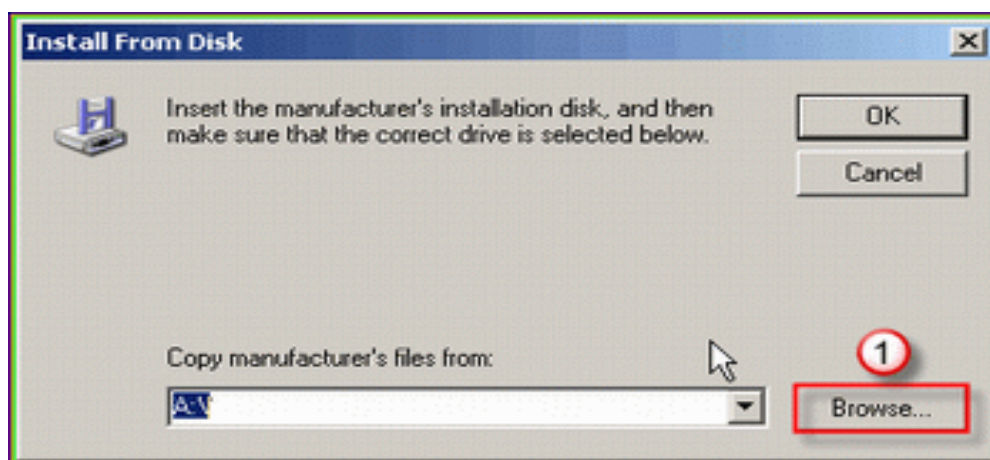 Install From Disk
Insert the manufacturer's installation disk, and then
make sure that the correct drive is selected below.
OK
Cancel
Copy manufacturer's files from:
1
A:\
Browse...